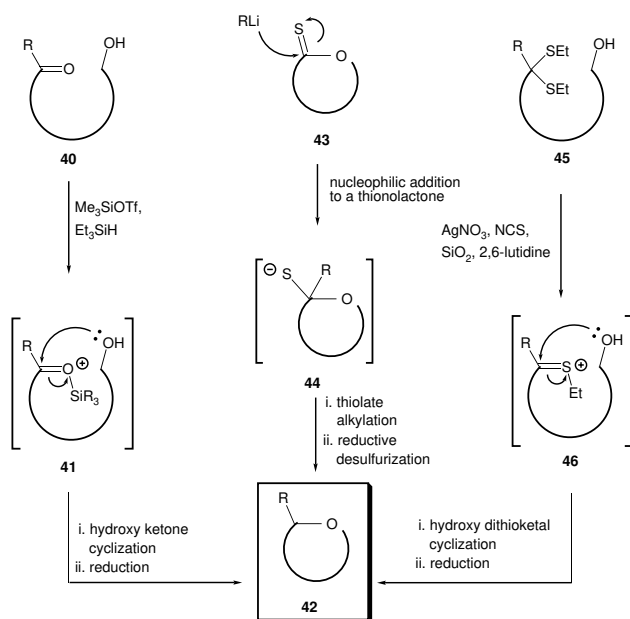 R
OH
O
40
Me3SiOTf,
Et3SiH
R
OH
O
⊕
SiR3
41
i. hydroxy ketone
cyclization
ii. reduction
RLi
S
O
43
nucleophilic addition
to a thionolactone
⊖
S
R
O
44
i. thiolate
alkylation
ii. reductive
desulfurization
R
O
42
R
SEt
SEt
OH
45
AgNO3, NCS,
SiO2, 2,6-lutidine
R
OH
S
⊕
Et
46
i. hydroxy dithioketal
cyclization
ii. reduction